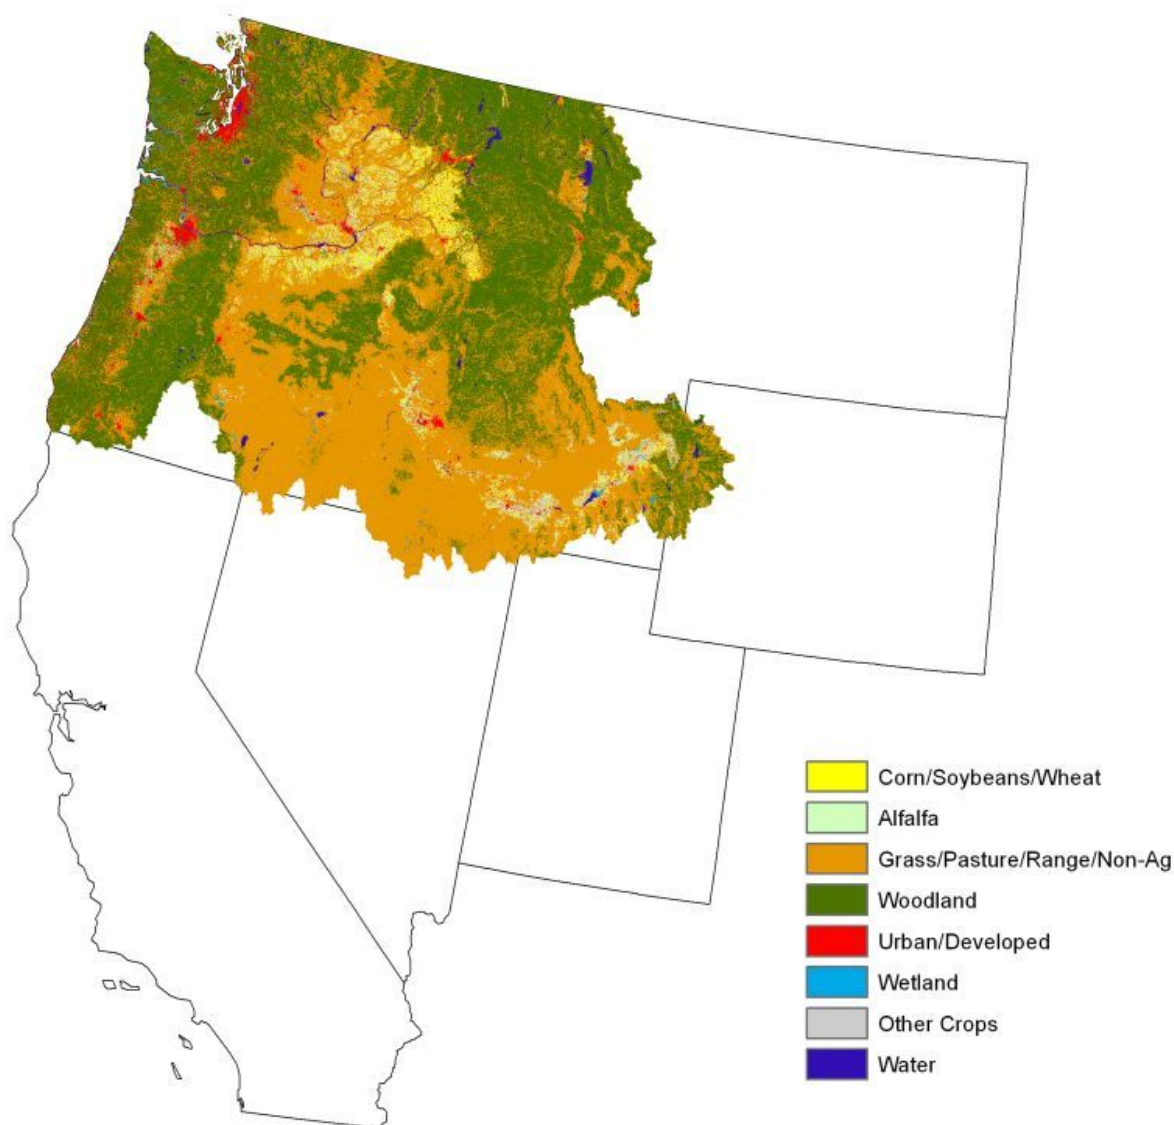 Corn/Soybeans/Wheat
Alfalfa
Grass/Pasture/Range/Non-Ag
Woodland
Urban/Developed
Wetland
Other Crops
Water